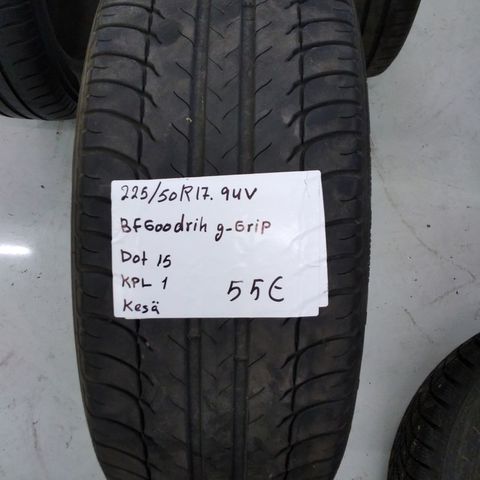 225/50R17. 94V
BFGoodrih g-Grip
Dot 15
KPL 1
55€
Kesä